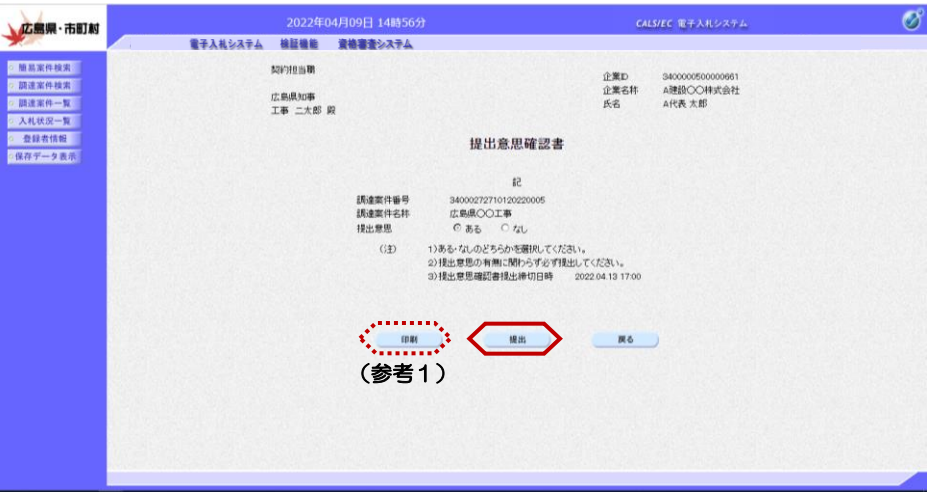 広島県・市町村
2022年04月09日 14時56分
CALS/EC 電子入札システム
電子入札システム 検証機能 資格審査システム
簡易案件検索
調達案件検索
調達案件一覧
入札状況一覧
登録者情報
保存データ表示
契約担当職
広島県知事
工事 二太郎 殿
企業ID 3400000500000661
企業名称 A建設〇〇株式会社
氏名 A代表 太郎
提出意思確認書
記
調達案件番号 34000272710120220005
調達案件名称 広島県〇〇工事
提出意思 ある なし
(注) 1)ある・なしのどちらかを選択してください。
2)提出意思の有無に関わらず必ず提出してください。
3)提出意思確認書提出締切日時 2022.04.13 17:00
印刷 提出 戻る
(参考1)